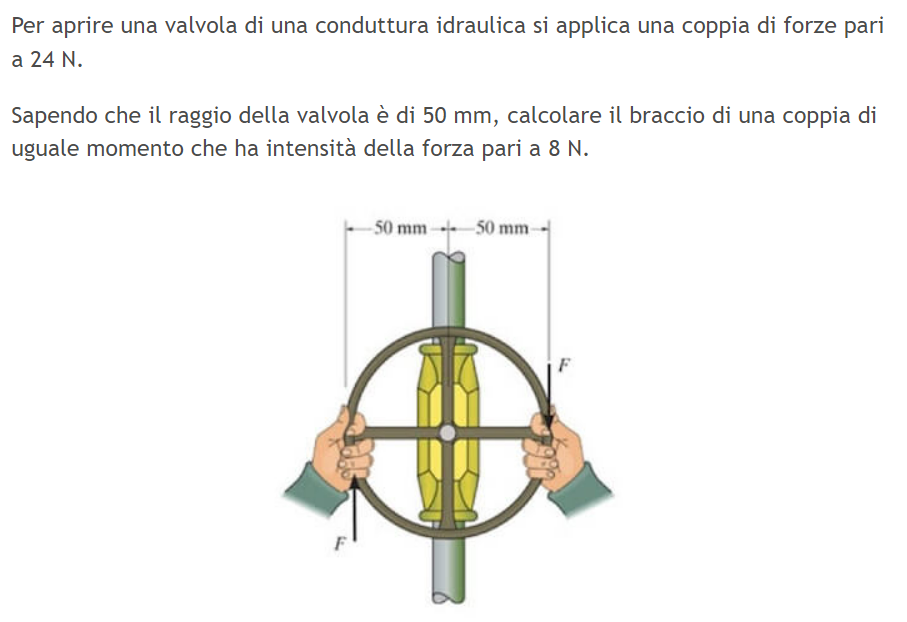 Per aprire una valvola di una conduttura idraulica si applica una coppia di forze pari
a 24 N.
Sapendo che il raggio della valvola è di 50 mm, calcolare il braccio di una coppia di
uguale momento che ha intensità della forza pari a 8 N.
50 mm 50 mm
F
F